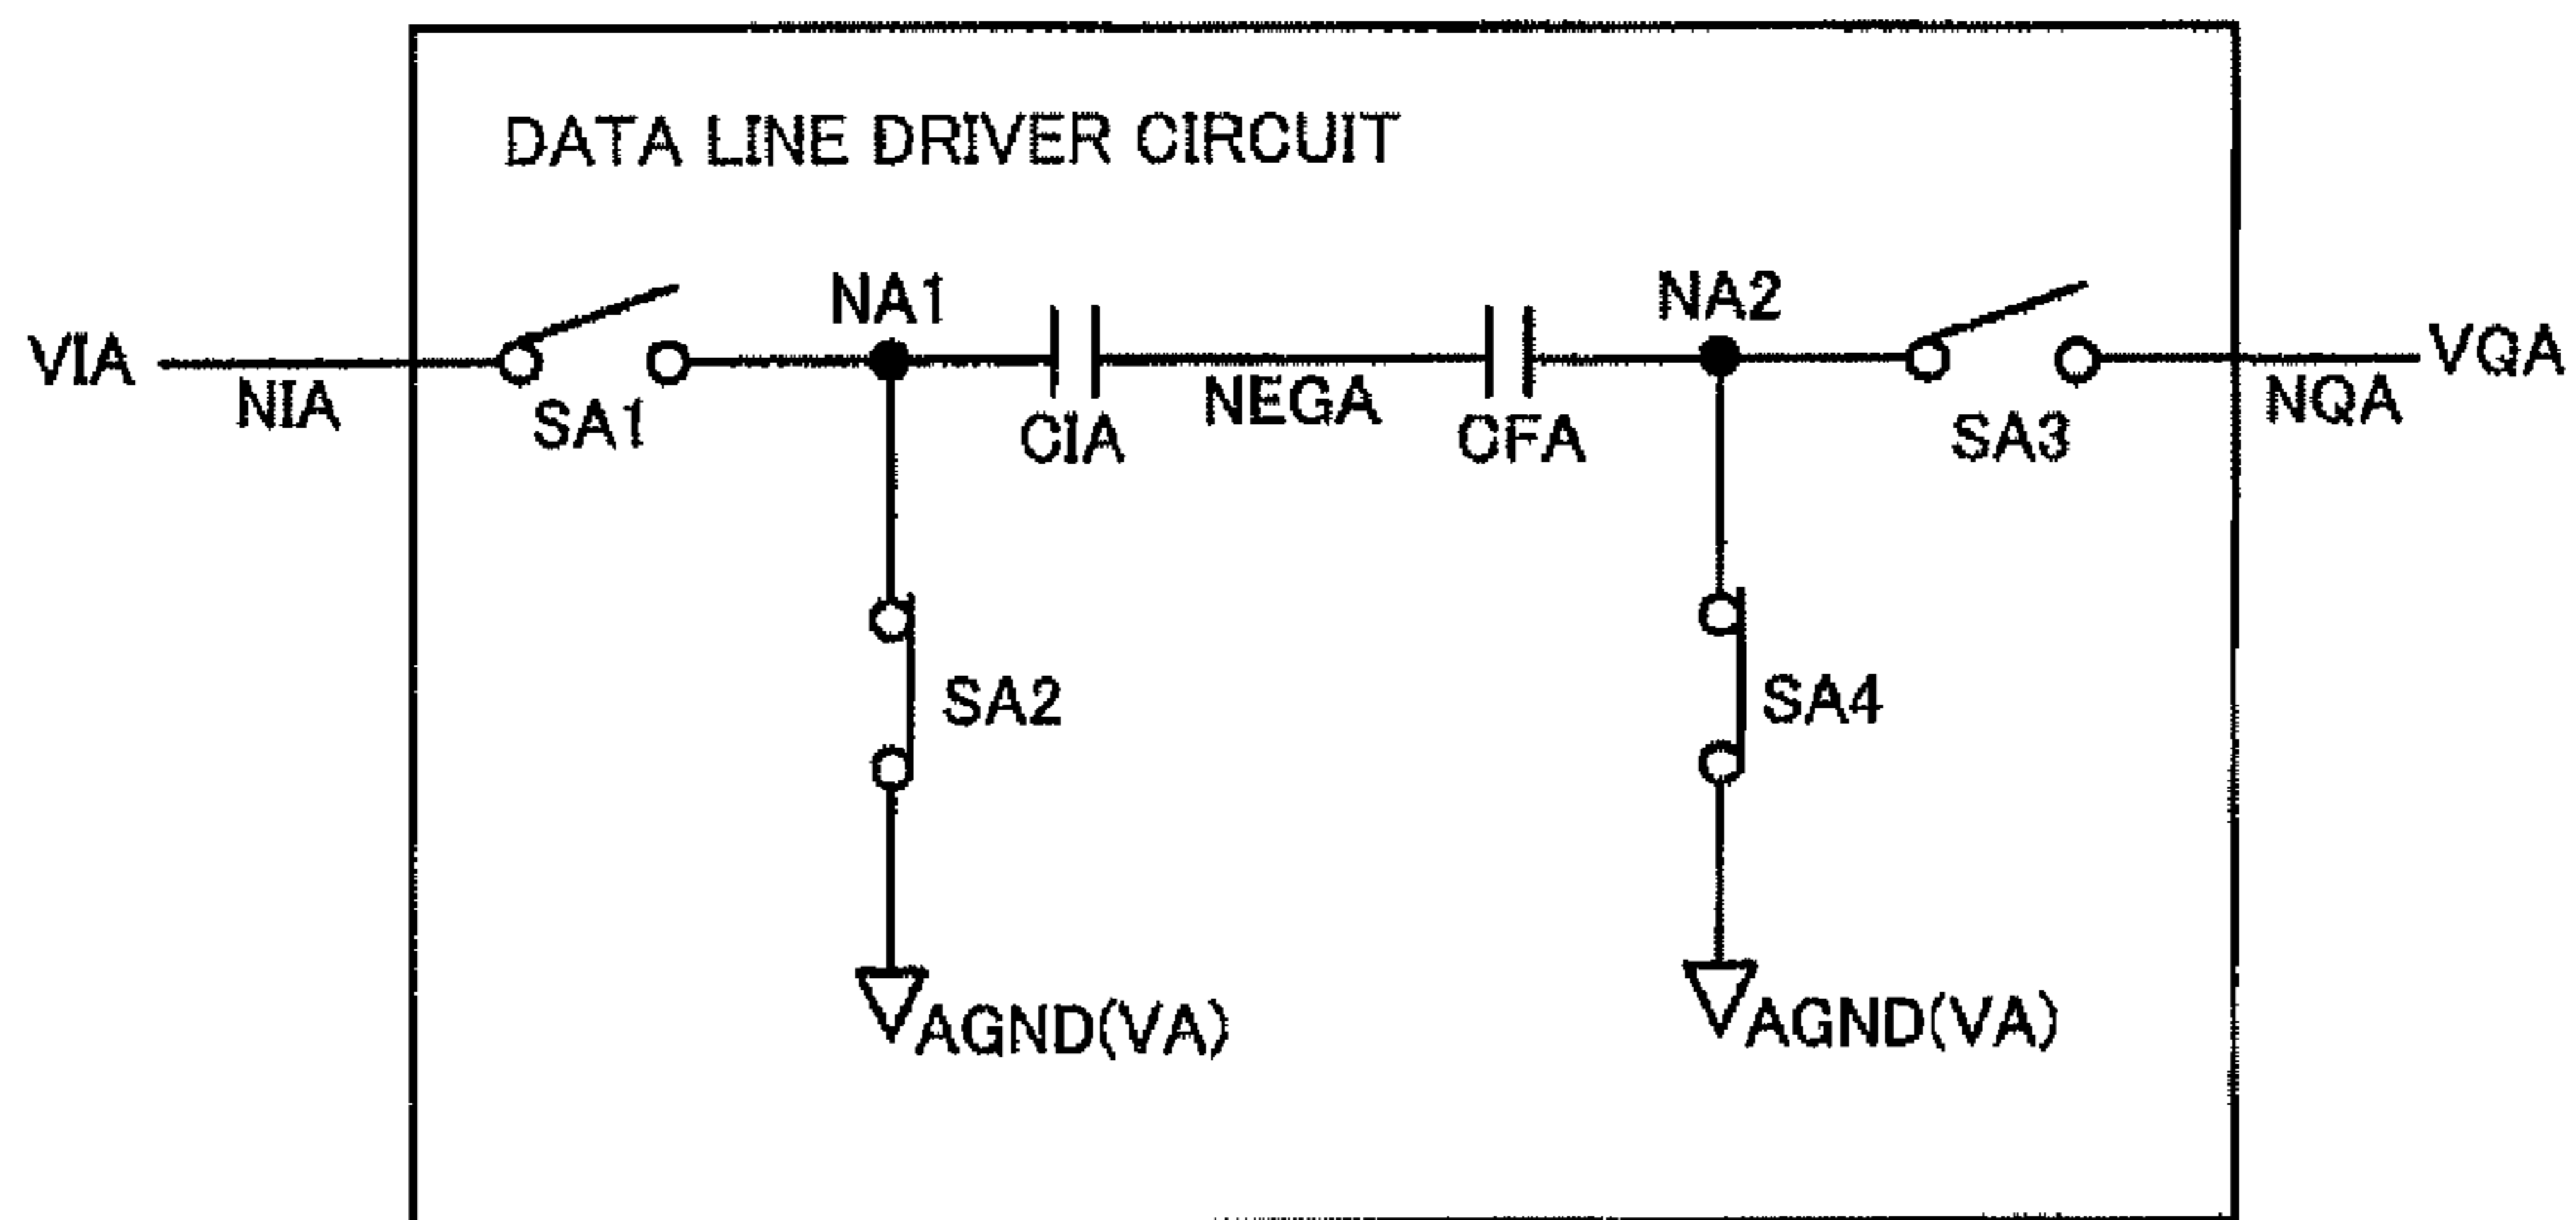 DATA LINE DRIVER CIRCUIT
NA1
NA2
VIA
VQA
NIA
SA1
CIA
NEGA
CFA
SA3
NQA
SA2
SA4
AGND(VA)
AGND(VA)